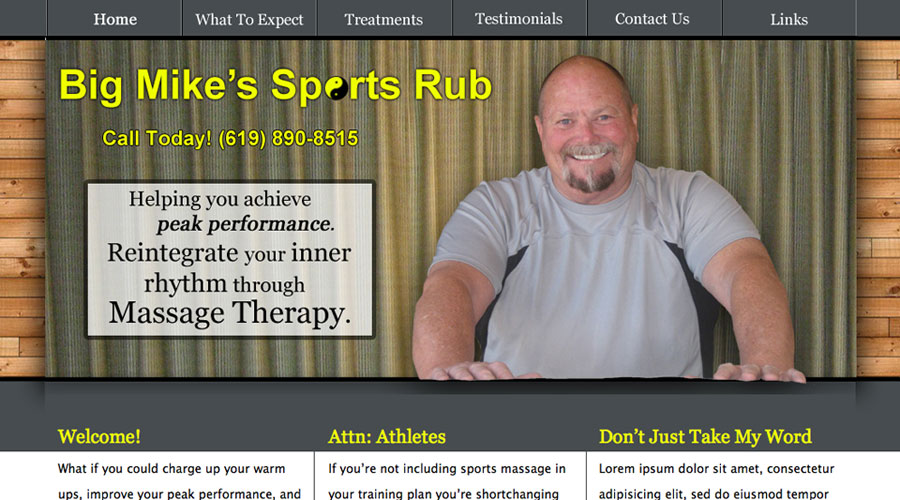 Home What To Expect Treatments Testimonials Contact Us Links
Big Mike's Sports Rub
Call Today! (619) 890-8515
Helping you achieve
peak performance.
Reintegrate your inner
rhythm through
Massage Therapy.
Welcome!
What if you could charge up your warm
ups, improve your peak performance, and
Attn: Athletes
If you're not including sports massage in
your training plan you're shortchanging
Don't Just Take My Word
Lorem ipsum dolor sit amet, consectetur
adipisicing elit, sed do eiusmod tempor